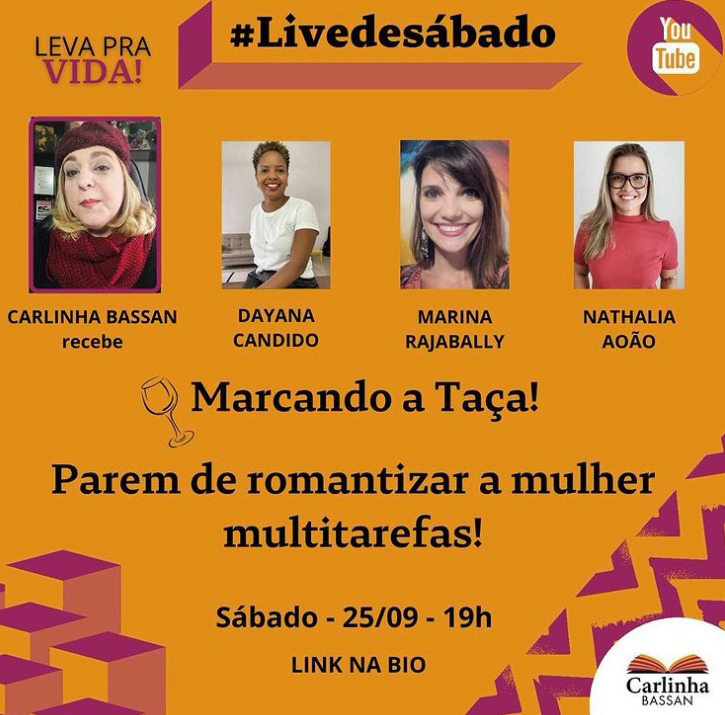 LEVA PRA
VIDA!
#Livedesábado
You
Tube
CARLINHA BASSAN
recebe
DAYANA
CANDIDO
MARINA
RAJABALLY
NATHALIA
AOÃO
Marcando a Taça!
Parem de romantizar a mulher
multitarefas!
Sábado - 25/09 - 19h
LINK NA BIO
Carlinha
BASSAN